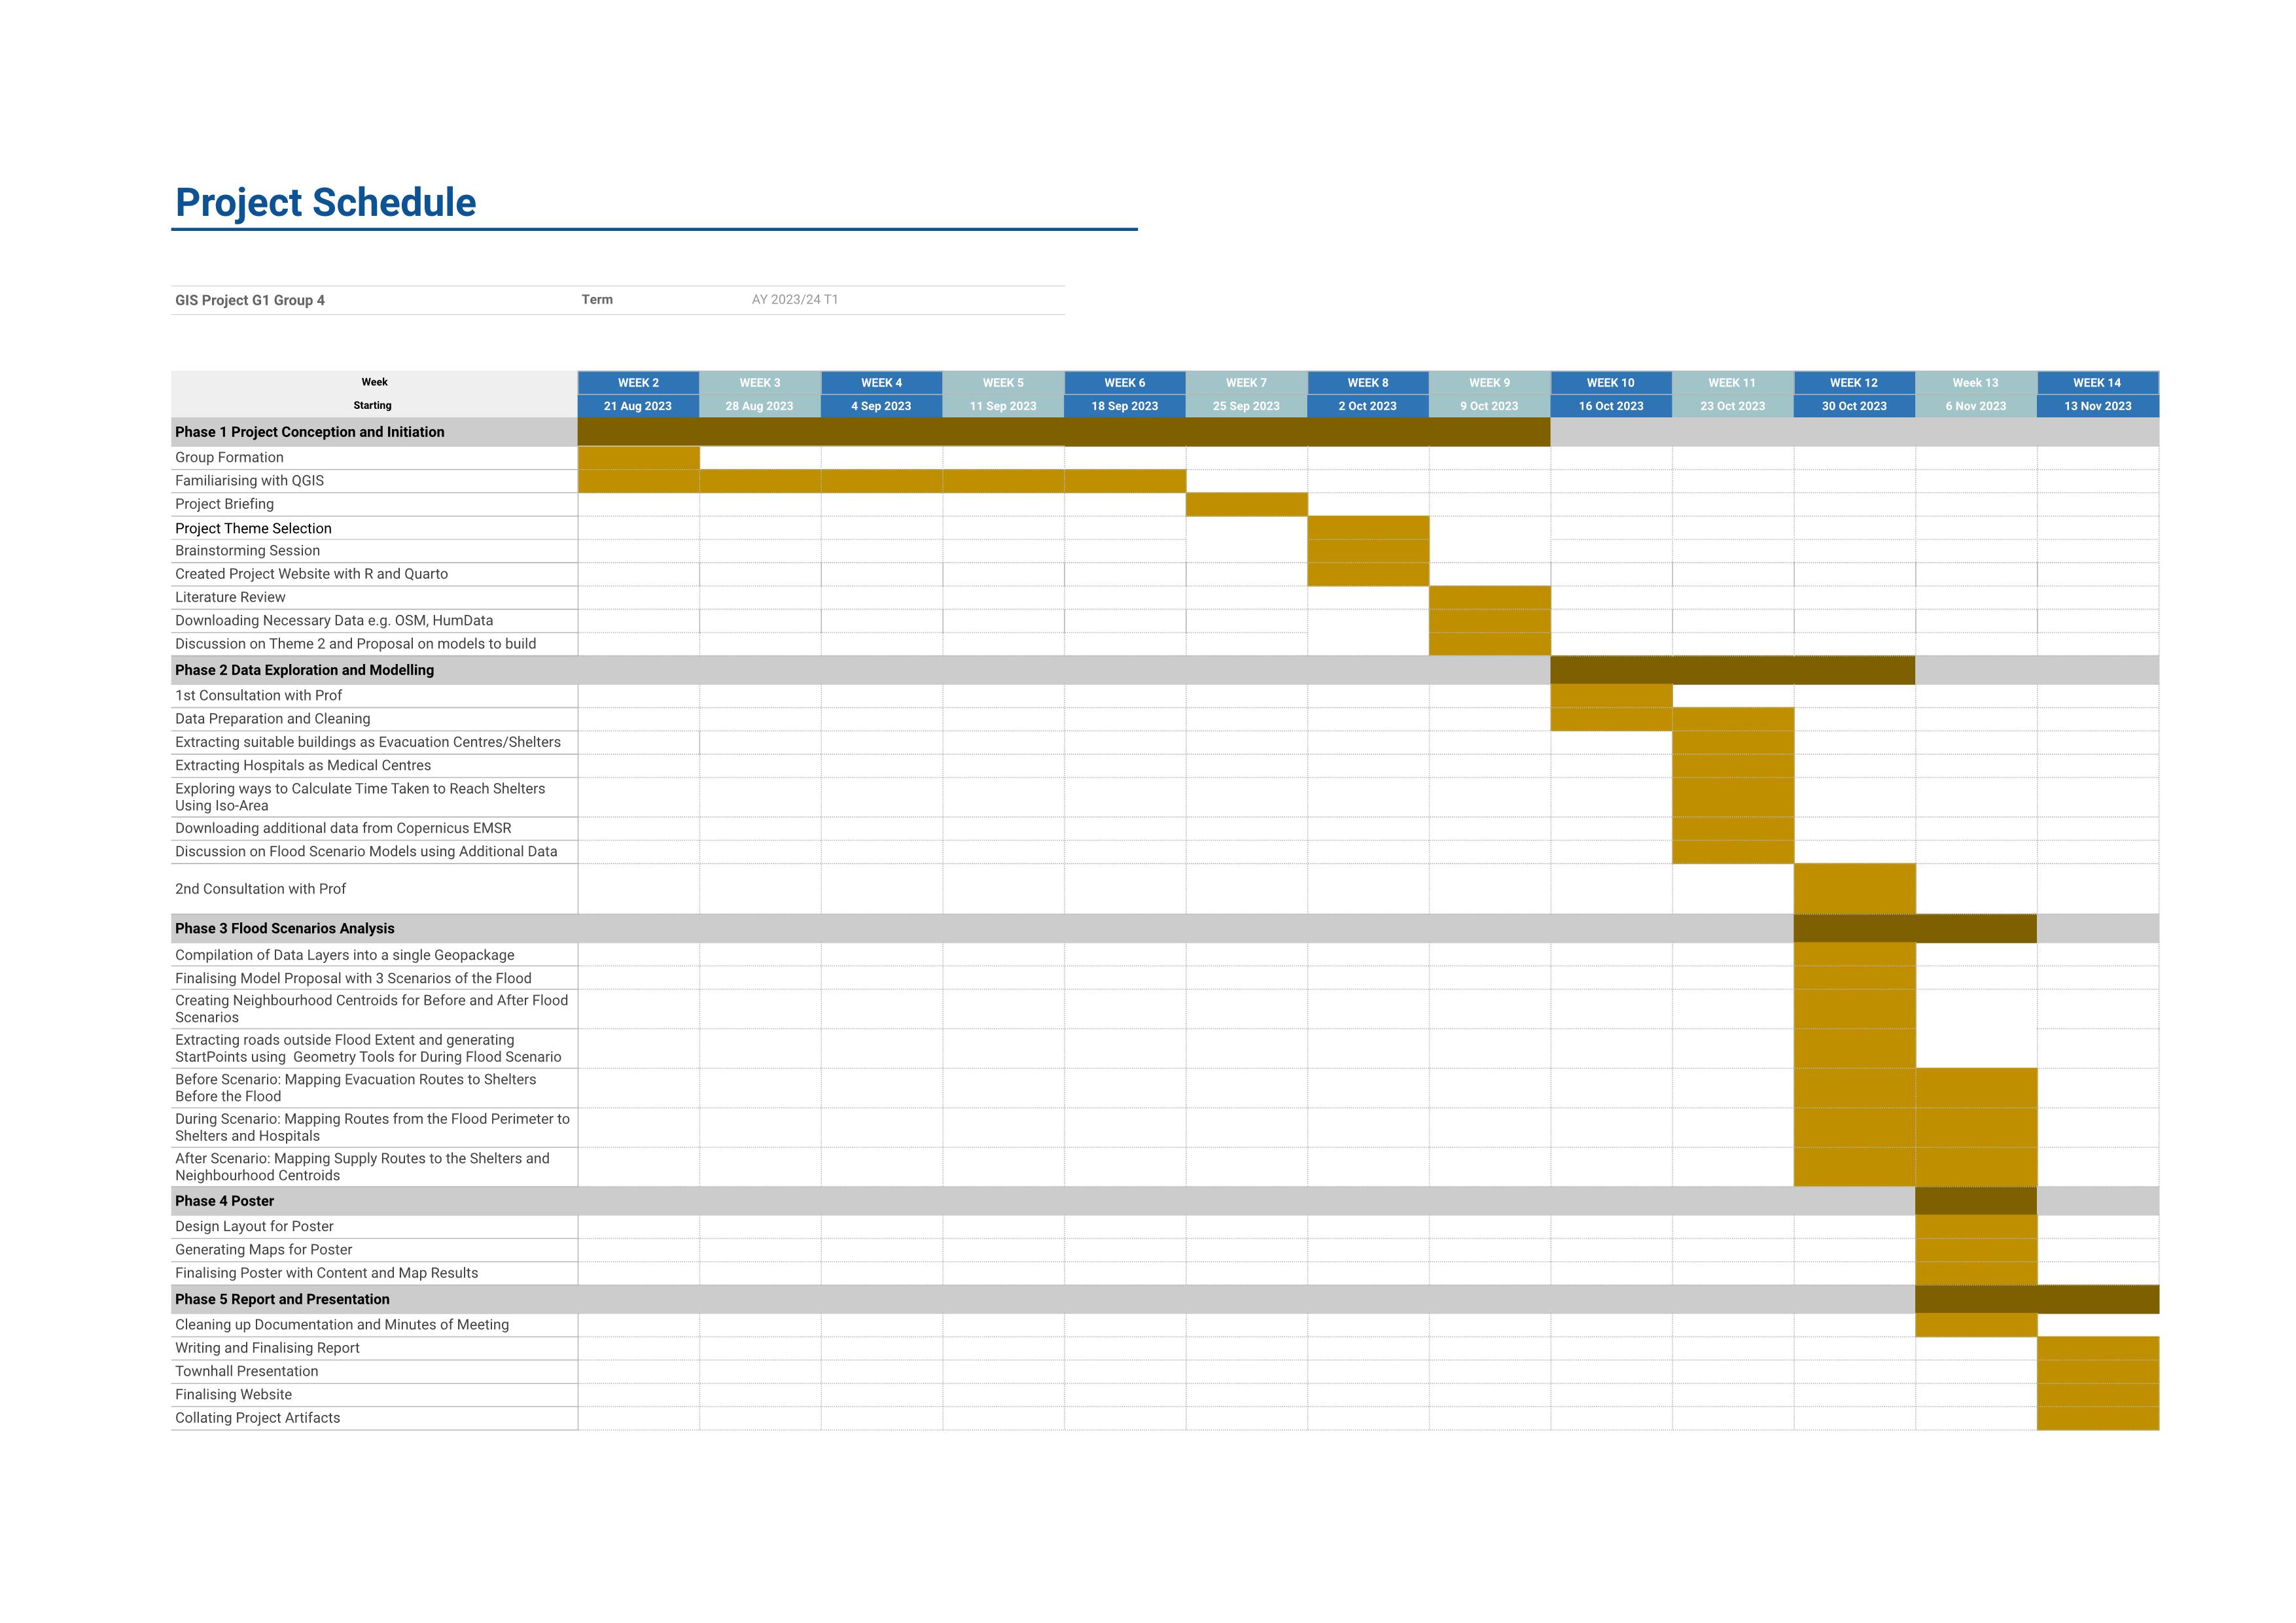 Project Schedule
GIS Project G1 Group 4 Term AY 2023/24 T1
Week WEEK 2 WEEK 3 WEEK 4 WEEK 5 WEEK 6 WEEK 7 WEEK 8 WEEK 9 WEEK 10 WEEK 11 WEEK 12 Week 13 WEEK 14
Starting 21 Aug 2023 28 Aug 2023 4 Sep 2023 11 Sep 2023 18 Sep 2023 25 Sep 2023 2 Oct 2023 9 Oct 2023 16 Oct 2023 23 Oct 2023 30 Oct 2023 6 Nov 2023 13 Nov 2023
Phase 1 Project Conception and Initiation
Group Formation
Familiarising with QGIS
Project Briefing
Project Theme Selection
Brainstorming Session
Created Project Website with R and Quarto
Literature Review
Downloading Necessary Data e.g. OSM, HumData
Discussion on Theme 2 and Proposal on models to build
Phase 2 Data Exploration and Modelling
1st Consultation with Prof
Data Preparation and Cleaning
Extracting suitable buildings as Evacuation Centres/Shelters
Extracting Hospitals as Medical Centres
Exploring ways to Calculate Time Taken to Reach Shelters
Using Iso-Area
Downloading additional data from Copernicus EMSR
Discussion on Flood Scenario Models using Additional Data
2nd Consultation with Prof
Phase 3 Flood Scenarios Analysis
Compilation of Data Layers into a single Geopackage
Finalising Model Proposal with 3 Scenarios of the Flood
Creating Neighbourhood Centroids for Before and After Flood
Scenarios
Extracting roads outside Flood Extent and generating
StartPoints using Geometry Tools for During Flood Scenario
Before Scenario: Mapping Evacuation Routes to Shelters
Before the Flood
During Scenario: Mapping Routes from the Flood Perimeter to
Shelters and Hospitals
After Scenario: Mapping Supply Routes to the Shelters and
Neighbourhood Centroids
Phase 4 Poster
Design Layout for Poster
Generating Maps for Poster
Finalising Poster with Content and Map Results
Phase 5 Report and Presentation
Cleaning up Documentation and Minutes of Meeting
Writing and Finalising Report
Townhall Presentation
Finalising Website
Collating Project Artifacts